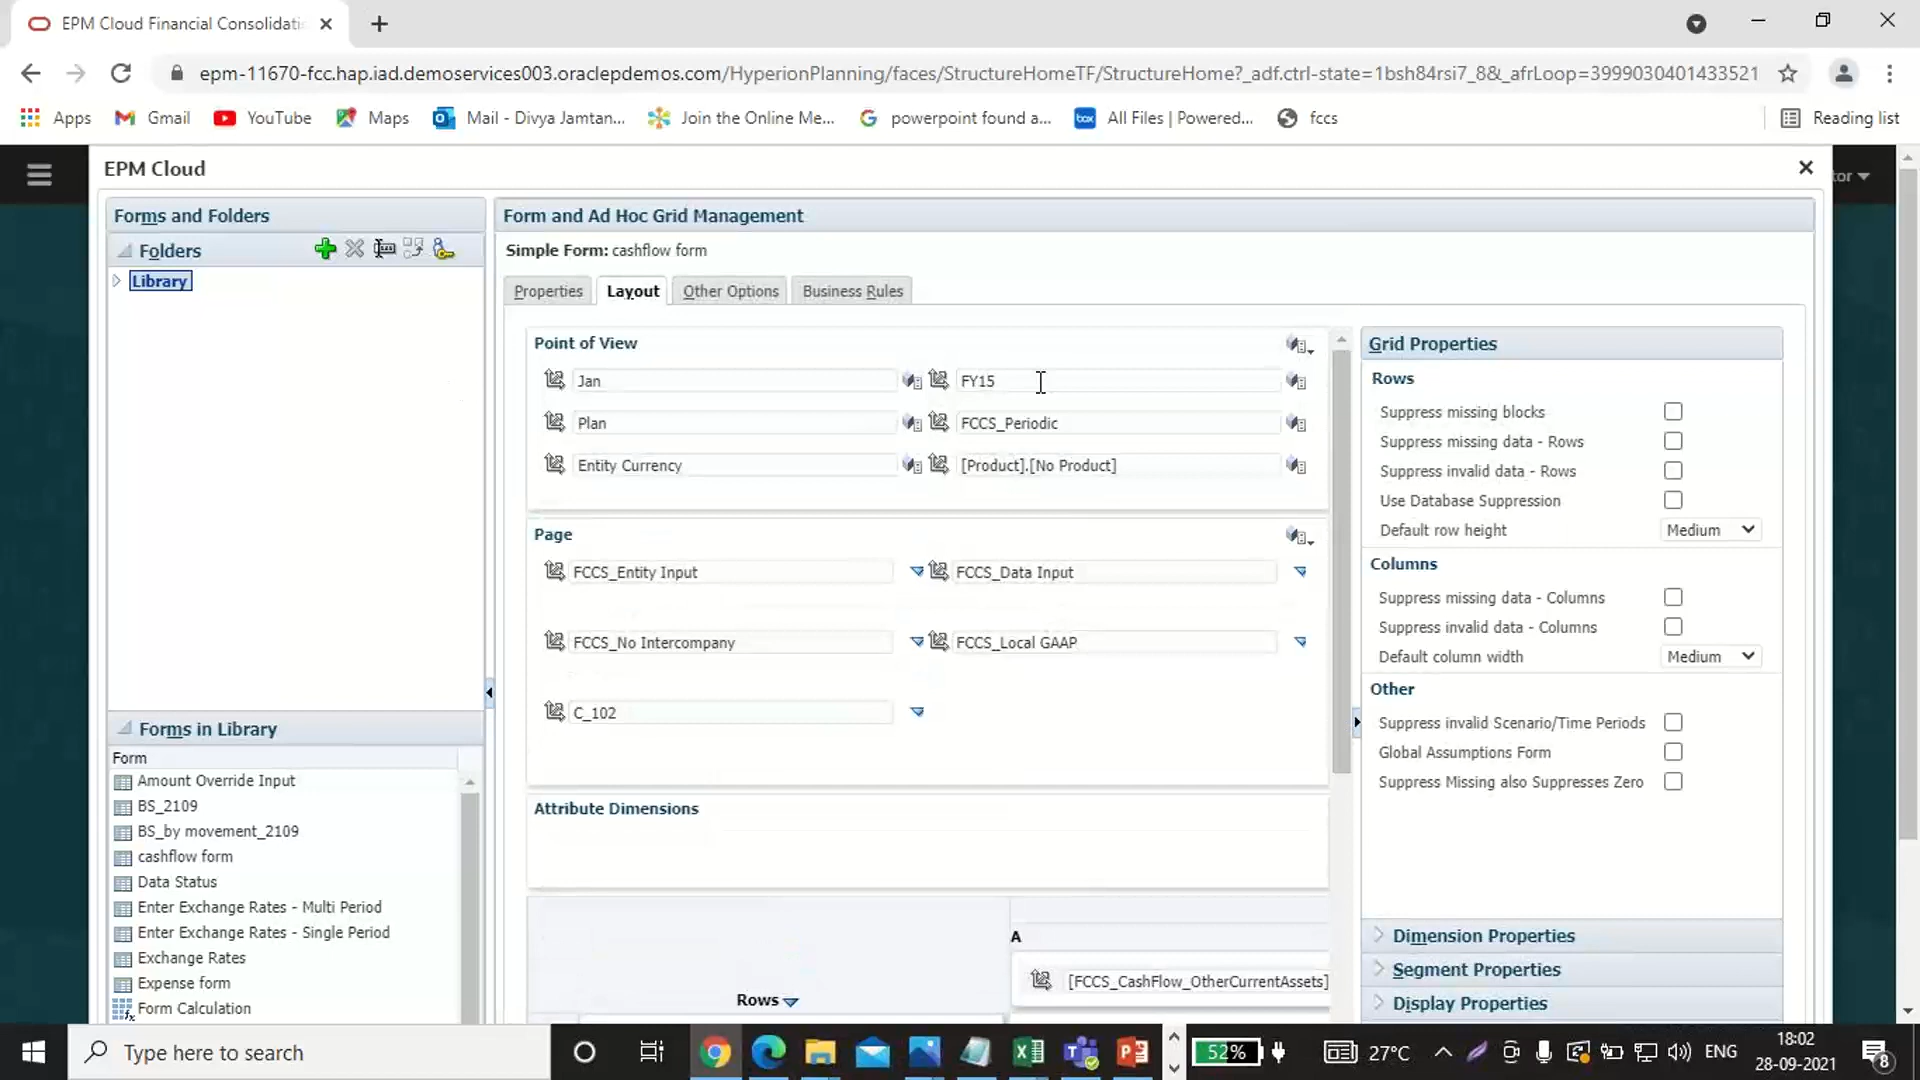 EPM Cloud Financial Consolidati
epm-11670-fcc.hap.iad.demoservices003.oraclepdemos.com/HyperionPlanning/faces/StructureHomeTF/StructureHome?_adf.ctrl-state=1bsh84rsi7_8&_afrLoop=3999030401433521
Apps Gmail YouTube Maps Mail - Divya Jamtan... Join the Online Me... powerpoint found a... All Files | Powered... fccs Reading list
EPM Cloud
tor
Forms and Folders
Form and Ad Hoc Grid Management
Folders
Simple Form: cashflow form
Library
Properties Layout Other Options Business Rules
Point of View
Jan FY15
Plan FCCS_Periodic
Entity Currency [Product].[No Product]
Page
FCCS_Entity Input FCCS_Data Input
FCCS_No Intercompany FCCS_Local GAAP
C_102
Attribute Dimensions
A
[FCCS_CashFlow_OtherCurrentAssets]
Rows
Grid Properties
Rows
Suppress missing blocks
Suppress missing data - Rows
Suppress invalid data - Rows
Use Database Suppression
Default row height Medium
Columns
Suppress missing data - Columns
Suppress invalid data - Columns
Default column width Medium
Other
Suppress invalid Scenario/Time Periods
Global Assumptions Form
Suppress Missing also Suppresses Zero
Dimension Properties
Segment Properties
Display Properties
Forms in Library
Form
Amount Override Input
BS_2109
BS_by movement_2109
cashflow form
Data Status
Enter Exchange Rates - Multi Period
Enter Exchange Rates - Single Period
Exchange Rates
Expense form
Form Calculation
Type here to search
52%
27°C
ENG
18:02
28-09-2021
8